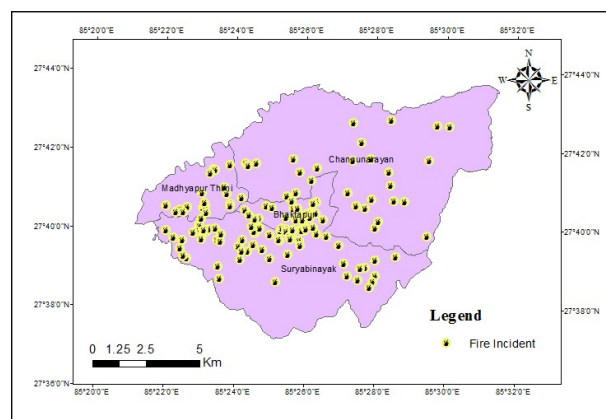 85°20'0"E 85°22'0"E 85°24'0"E 85°26'0"E 85°28'0"E 85°30'0"E 85°32'0"E
N
27°44'0"N W E 27°44'0"N
S
27°42'0"N Changunarayan 27°42'0"N
Madhyapur Thimi
Bhaktapur
27°40'0"N 27°40'0"N
Suryabinayak
27°38'0"N 27°38'0"N
Legend
Fire Incident
0 1.25 2.5 5
Km
27°36'0"N 27°36'0"N
85°20'0"E 85°22'0"E 85°24'0"E 85°26'0"E 85°28'0"E 85°30'0"E 85°32'0"E